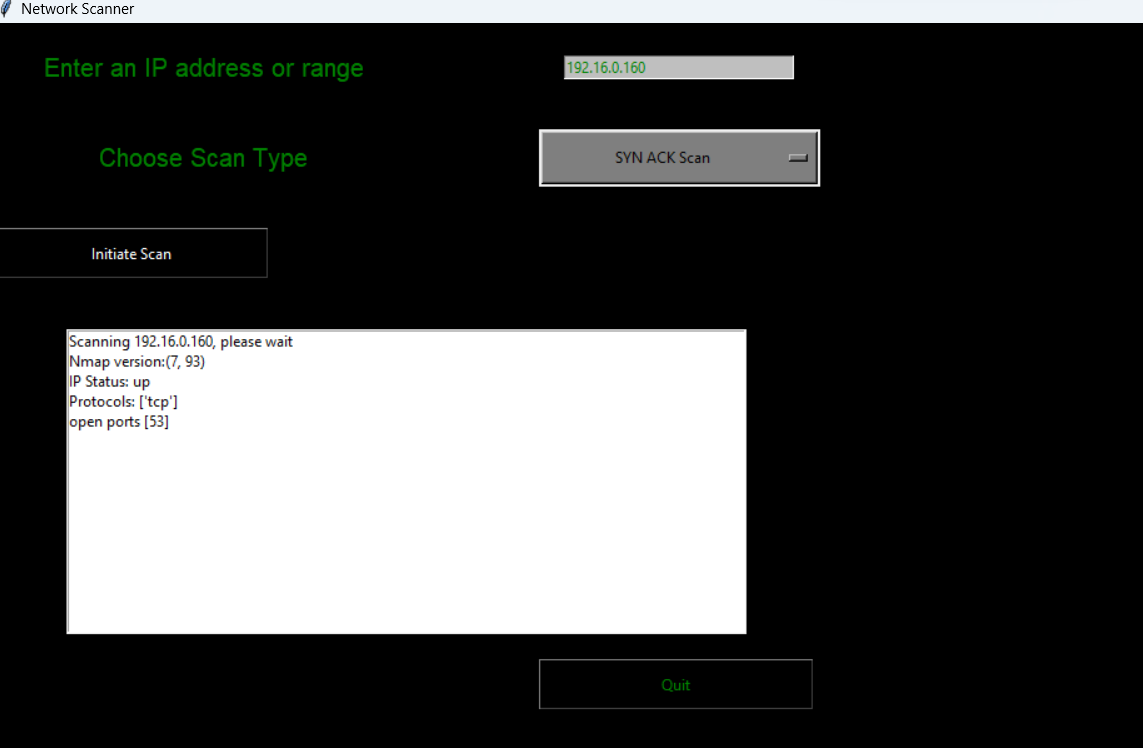 Network Scanner
Enter an IP address or range
192.16.0.160
Choose Scan Type
SYN ACK Scan
Initiate Scan
Scanning 192.16.0.160, please wait
Nmap version:(7, 93)
IP Status: up
Protocols: ['tcp']
open ports [53]
Quit